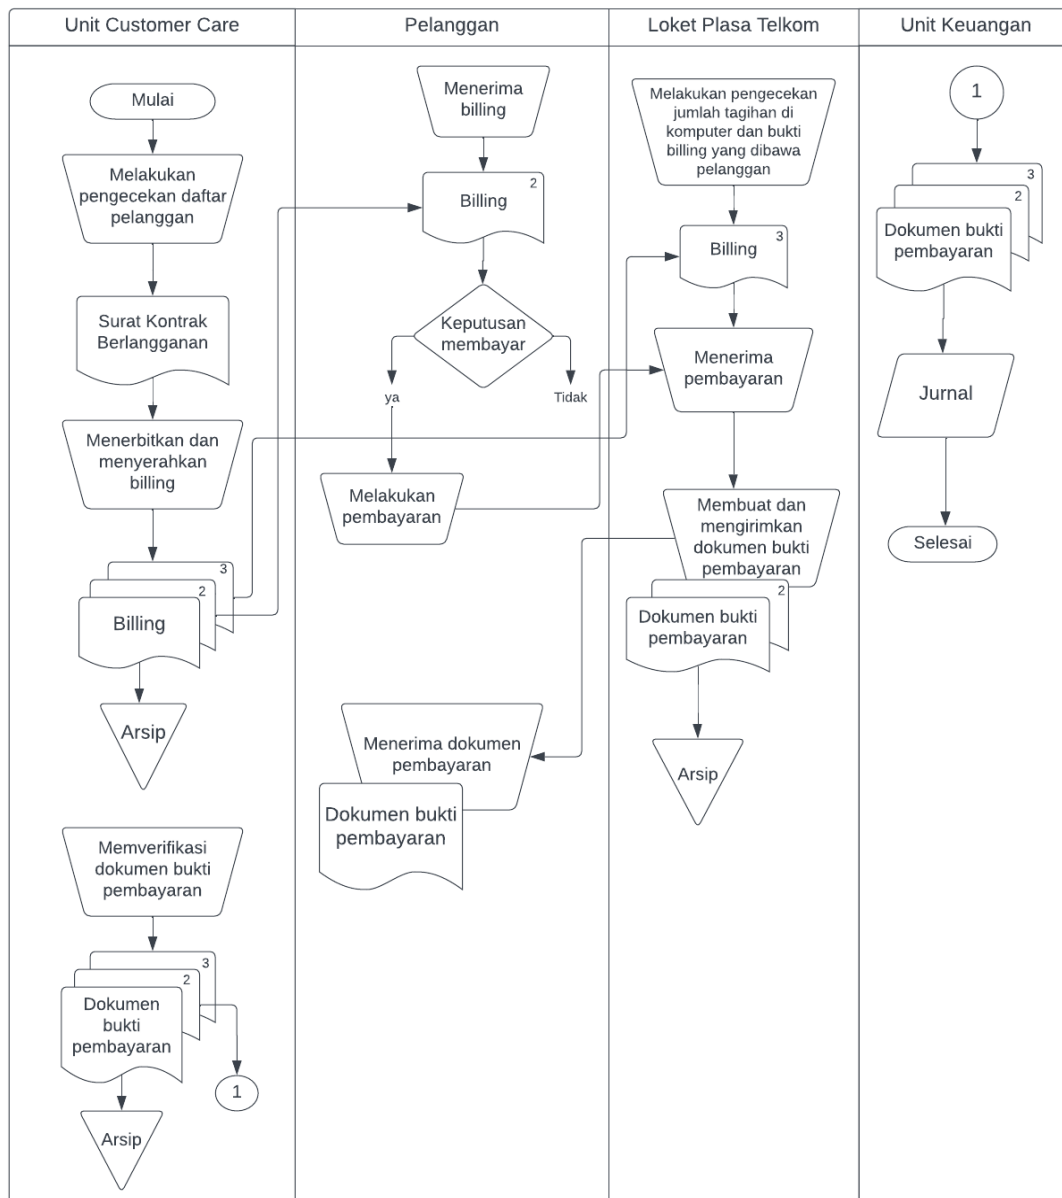 Unit Customer Care
Pelanggan
Loket Plasa Telkom
Unit Keuangan
Mulai
Melakukan
pengecekan daftar
pelanggan
Surat Kontrak
Berlangganan
Menerbitkan dan
menyerahkan
billing
3
2
Billing
Arsip
Memverifikasi
dokumen bukti
pembayaran
3
2
Dokumen
bukti
pembayaran
1
Arsip
Menerima
billing
2
Billing
Keputusan
membayar
ya
Tidak
Melakukan
pembayaran
Menerima dokumen
pembayaran
Dokumen bukti
pembayaran
Melakukan pengecekan
jumlah tagihan di
komputer dan bukti
billing yang dibawa
pelanggan
3
Billing
Menerima
pembayaran
Membuat dan
mengirimkan
dokumen bukti
pembayaran
2
Dokumen bukti
pembayaran
Arsip
1
3
2
Dokumen bukti
pembayaran
Jurnal
Selesai